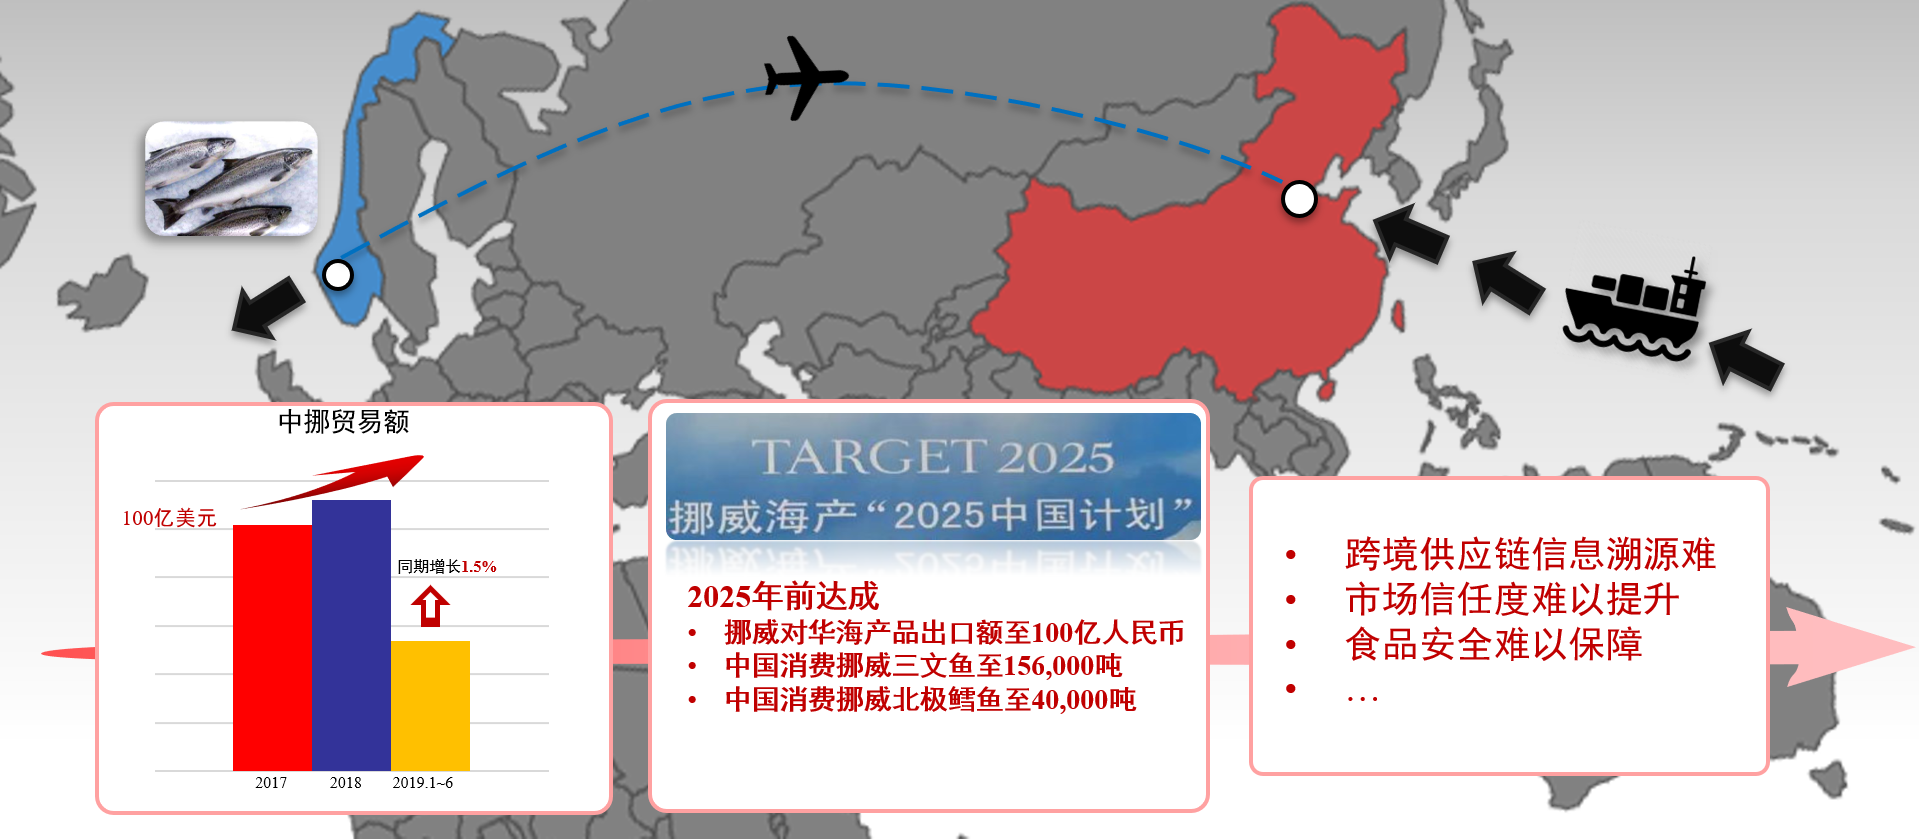 中挪贸易额
100亿美元
同期增长1.5%
2017
2018
2019.1~6
TARGET 2025
挪威海产“2025中国计划”
2025年前达成
• 挪威对华海产品出口额至100亿人民币
• 中国消费挪威三文鱼至156,000吨
• 中国消费挪威北极鳕鱼至40,000吨
• 跨境供应链信息溯源难
• 市场信任度难以提升
• 食品安全难以保障
• …